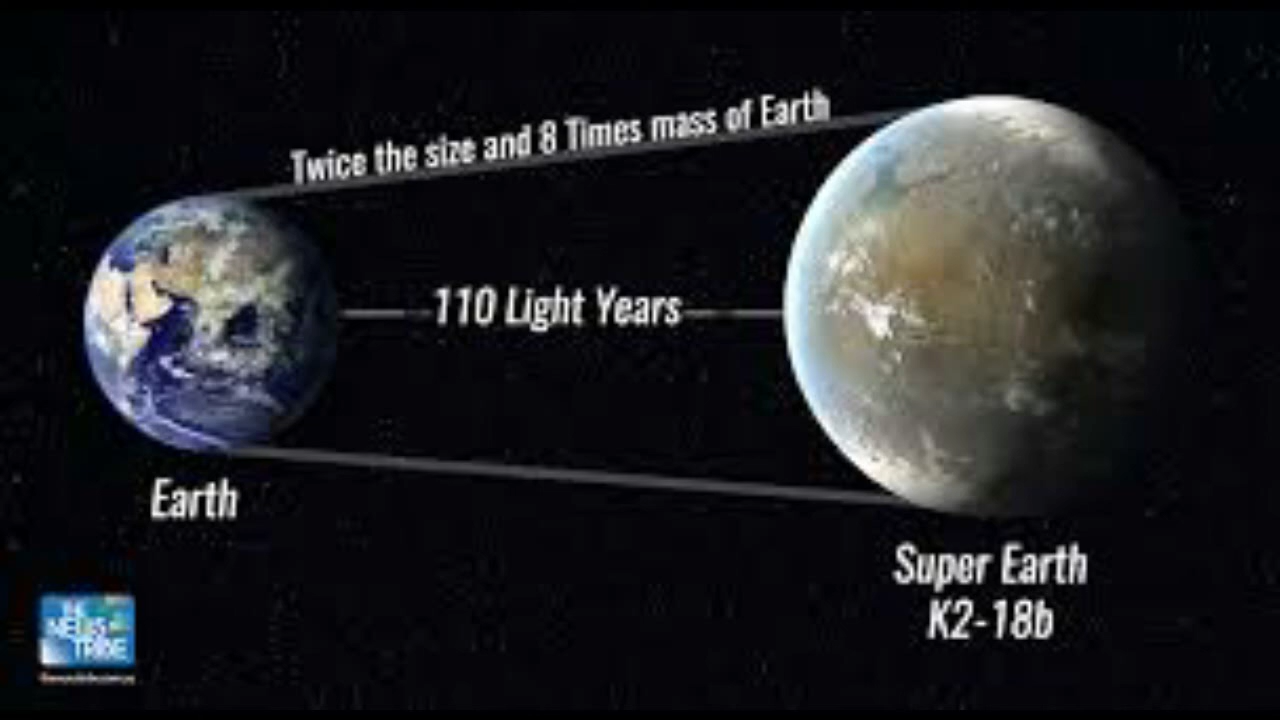 Twice the size and 8 Times mass of Earth
110 Light Years
Earth
Super Earth
K2-18b
THE
NEWS
TRIBE